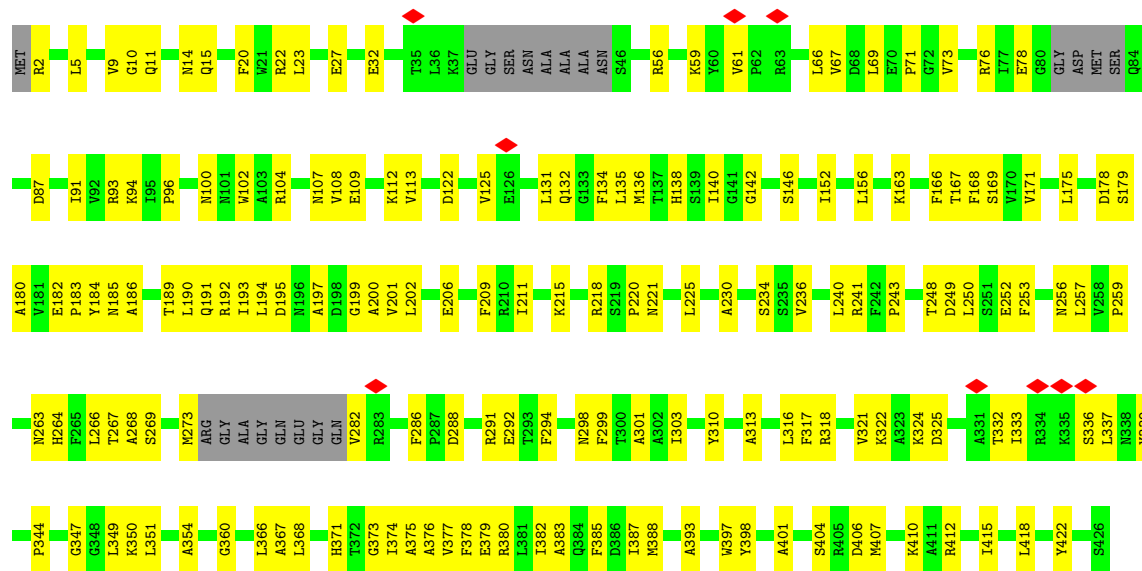 MET R2 L5 V9 G10 Q11 N14 Q15 F20 W21 R22 L23 E27 E32 T35 L36 K37 GLU GLY SER ASN ALA ALA ALA ASN S46 R56 K59 Y60 V61 P62 R63 L66 V67 D68 L69 E70 P71 G72 V73 R76 I77 E78 G80 GLY ASP MET SER Q84
D87 I91 V92 R93 K94 I95 P96 N100 N101 W102 A103 R104 N107 V108 E109 K112 V113 D122 V125 E126 L131 Q132 G133 F134 L135 M136 T137 H138 S139 I140 G141 G142 S146 I152 L156 K163 F166 T167 F168 S169 V170 V171 L175 D178 S179
A180 V181 E182 P183 Y184 N185 A186 T189 L190 Q191 R192 I193 L194 D195 N196 A197 D198 G199 A200 V201 L202 E206 F209 R210 I211 K215 R218 S219 P220 N221 L225 A230 S234 S235 V236 L240 R241 F242 P243 T248 D249 L250 S251 E252 F253 N256 L257 V258 P259
N263 H264 F265 L266 T267 A268 S269 M273 ARG GLY ALA GLY GLN GLU GLY GLN V282 R283 F286 P287 D288 R291 E292 T293 F294 N298 F299 T300 A301 A302 I303 Y310 A313 L316 F317 R318 V321 K322 A323 K324 D325 A331 T332 I333 R334 K335 S336 L337 N338
P344 G347 G348 L349 K350 L351 A354 G360 L366 A367 L368 H371 T372 G373 I374 A375 A376 V377 F378 E379 R380 L381 I382 A383 Q384 F385 D386 I387 M388 A393 W397 Y398 A401 S404 R405 D406 M407 K410 A411 R412 I415 L418 Y422 S426